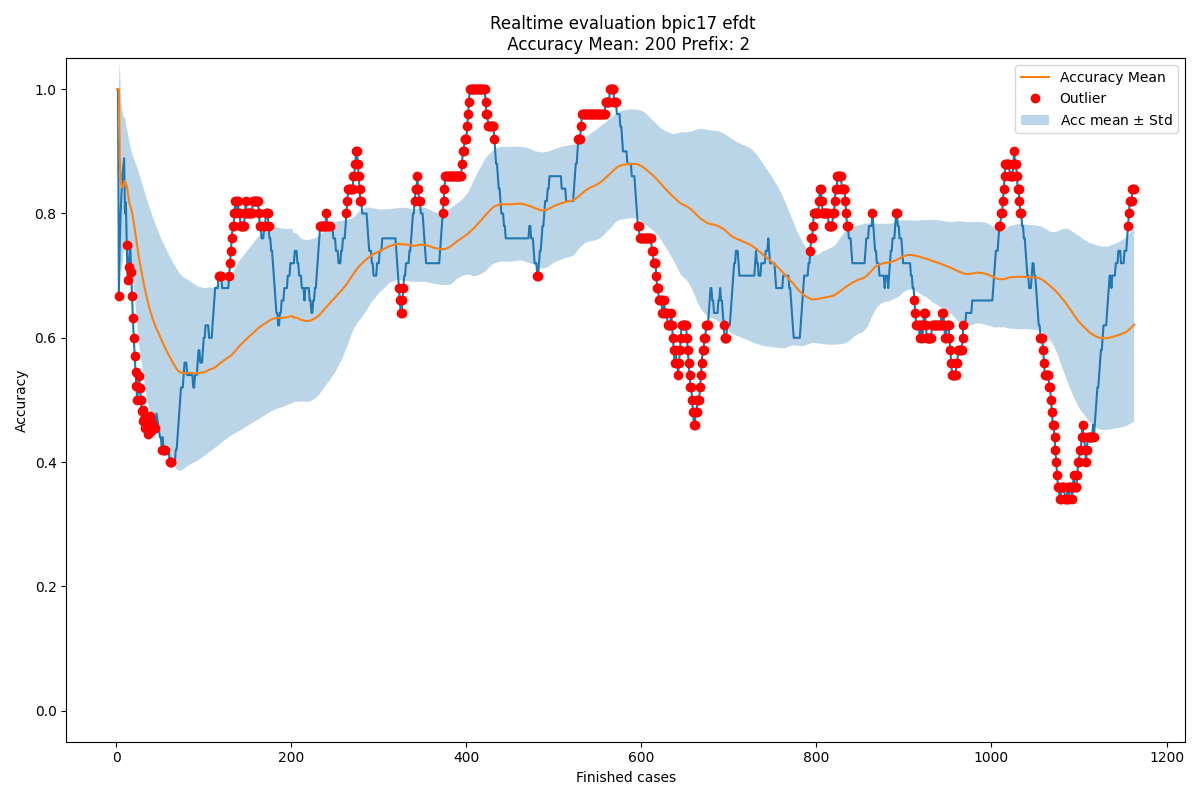 Realtime evaluation bpic17 efdt
Accuracy Mean: 200 Prefix: 2
Accuracy Mean
Outlier
Acc mean ± Std
Accuracy
1.0
0.8
0.6
0.4
0.2
0.0
0
200
400
600
800
1000
1200
Finished cases